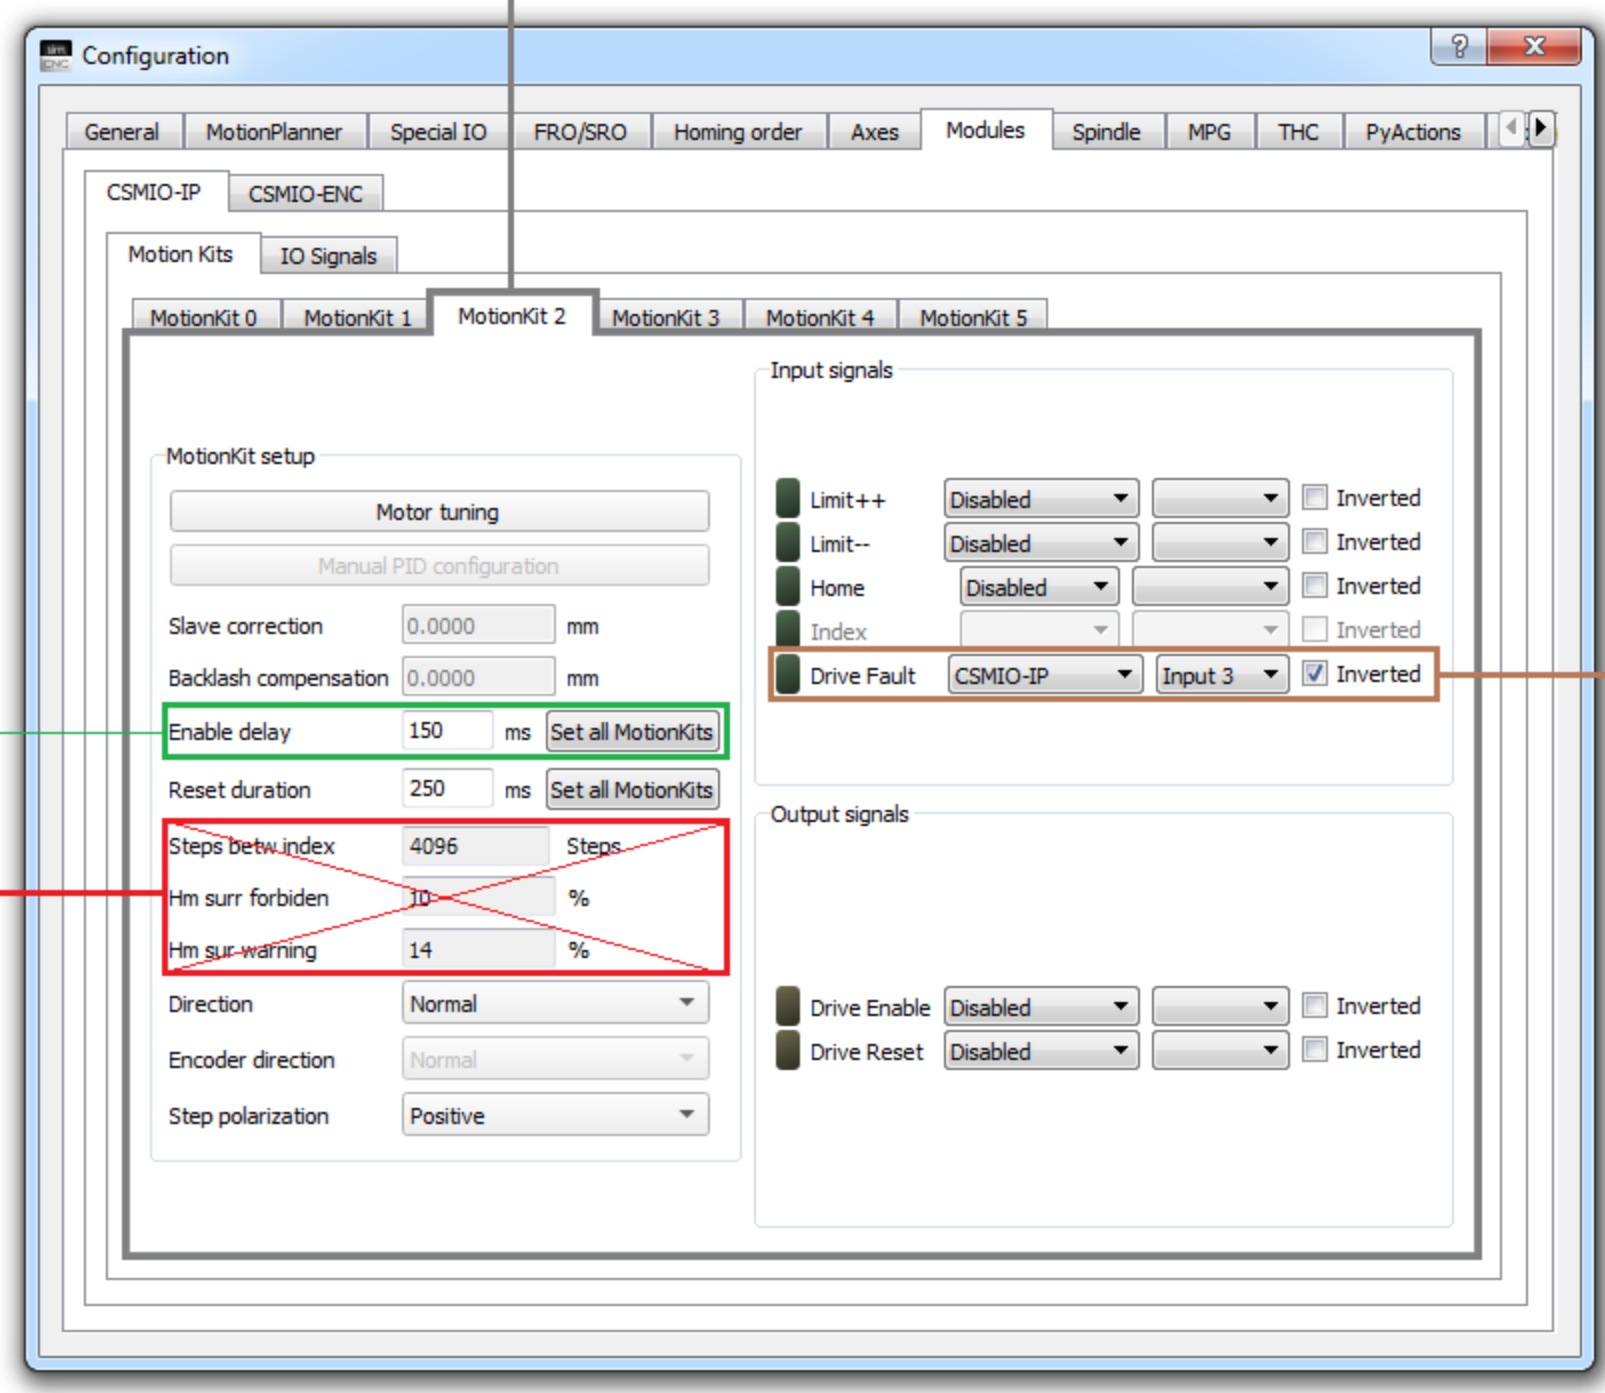 sim
CNC
Configuration
?
X
General MotionPlanner Special IO FRO/SRO Homing order Axes Modules Spindle MPG THC PyActions
CSMIO-IP CSMIO-ENC
Motion Kits IO Signals
MotionKit 0 MotionKit 1 MotionKit 2 MotionKit 3 MotionKit 4 MotionKit 5
MotionKit setup
Motor tuning
Manual PID configuration
Slave correction 0.0000 mm
Backlash compensation 0.0000 mm
Enable delay 150 ms Set all MotionKits
Reset duration 250 ms Set all MotionKits
Steps betw index 4096 Steps
Hm surr forbiden 10 %
Hm sur warning 14 %
Direction Normal
Encoder direction Normal
Step polarization Positive
Input signals
Limit++ Disabled Inverted
Limit-- Disabled Inverted
Home Disabled Inverted
Index Inverted
Drive Fault CSMIO-IP Input 3 Inverted
Output signals
Drive Enable Disabled Inverted
Drive Reset Disabled Inverted